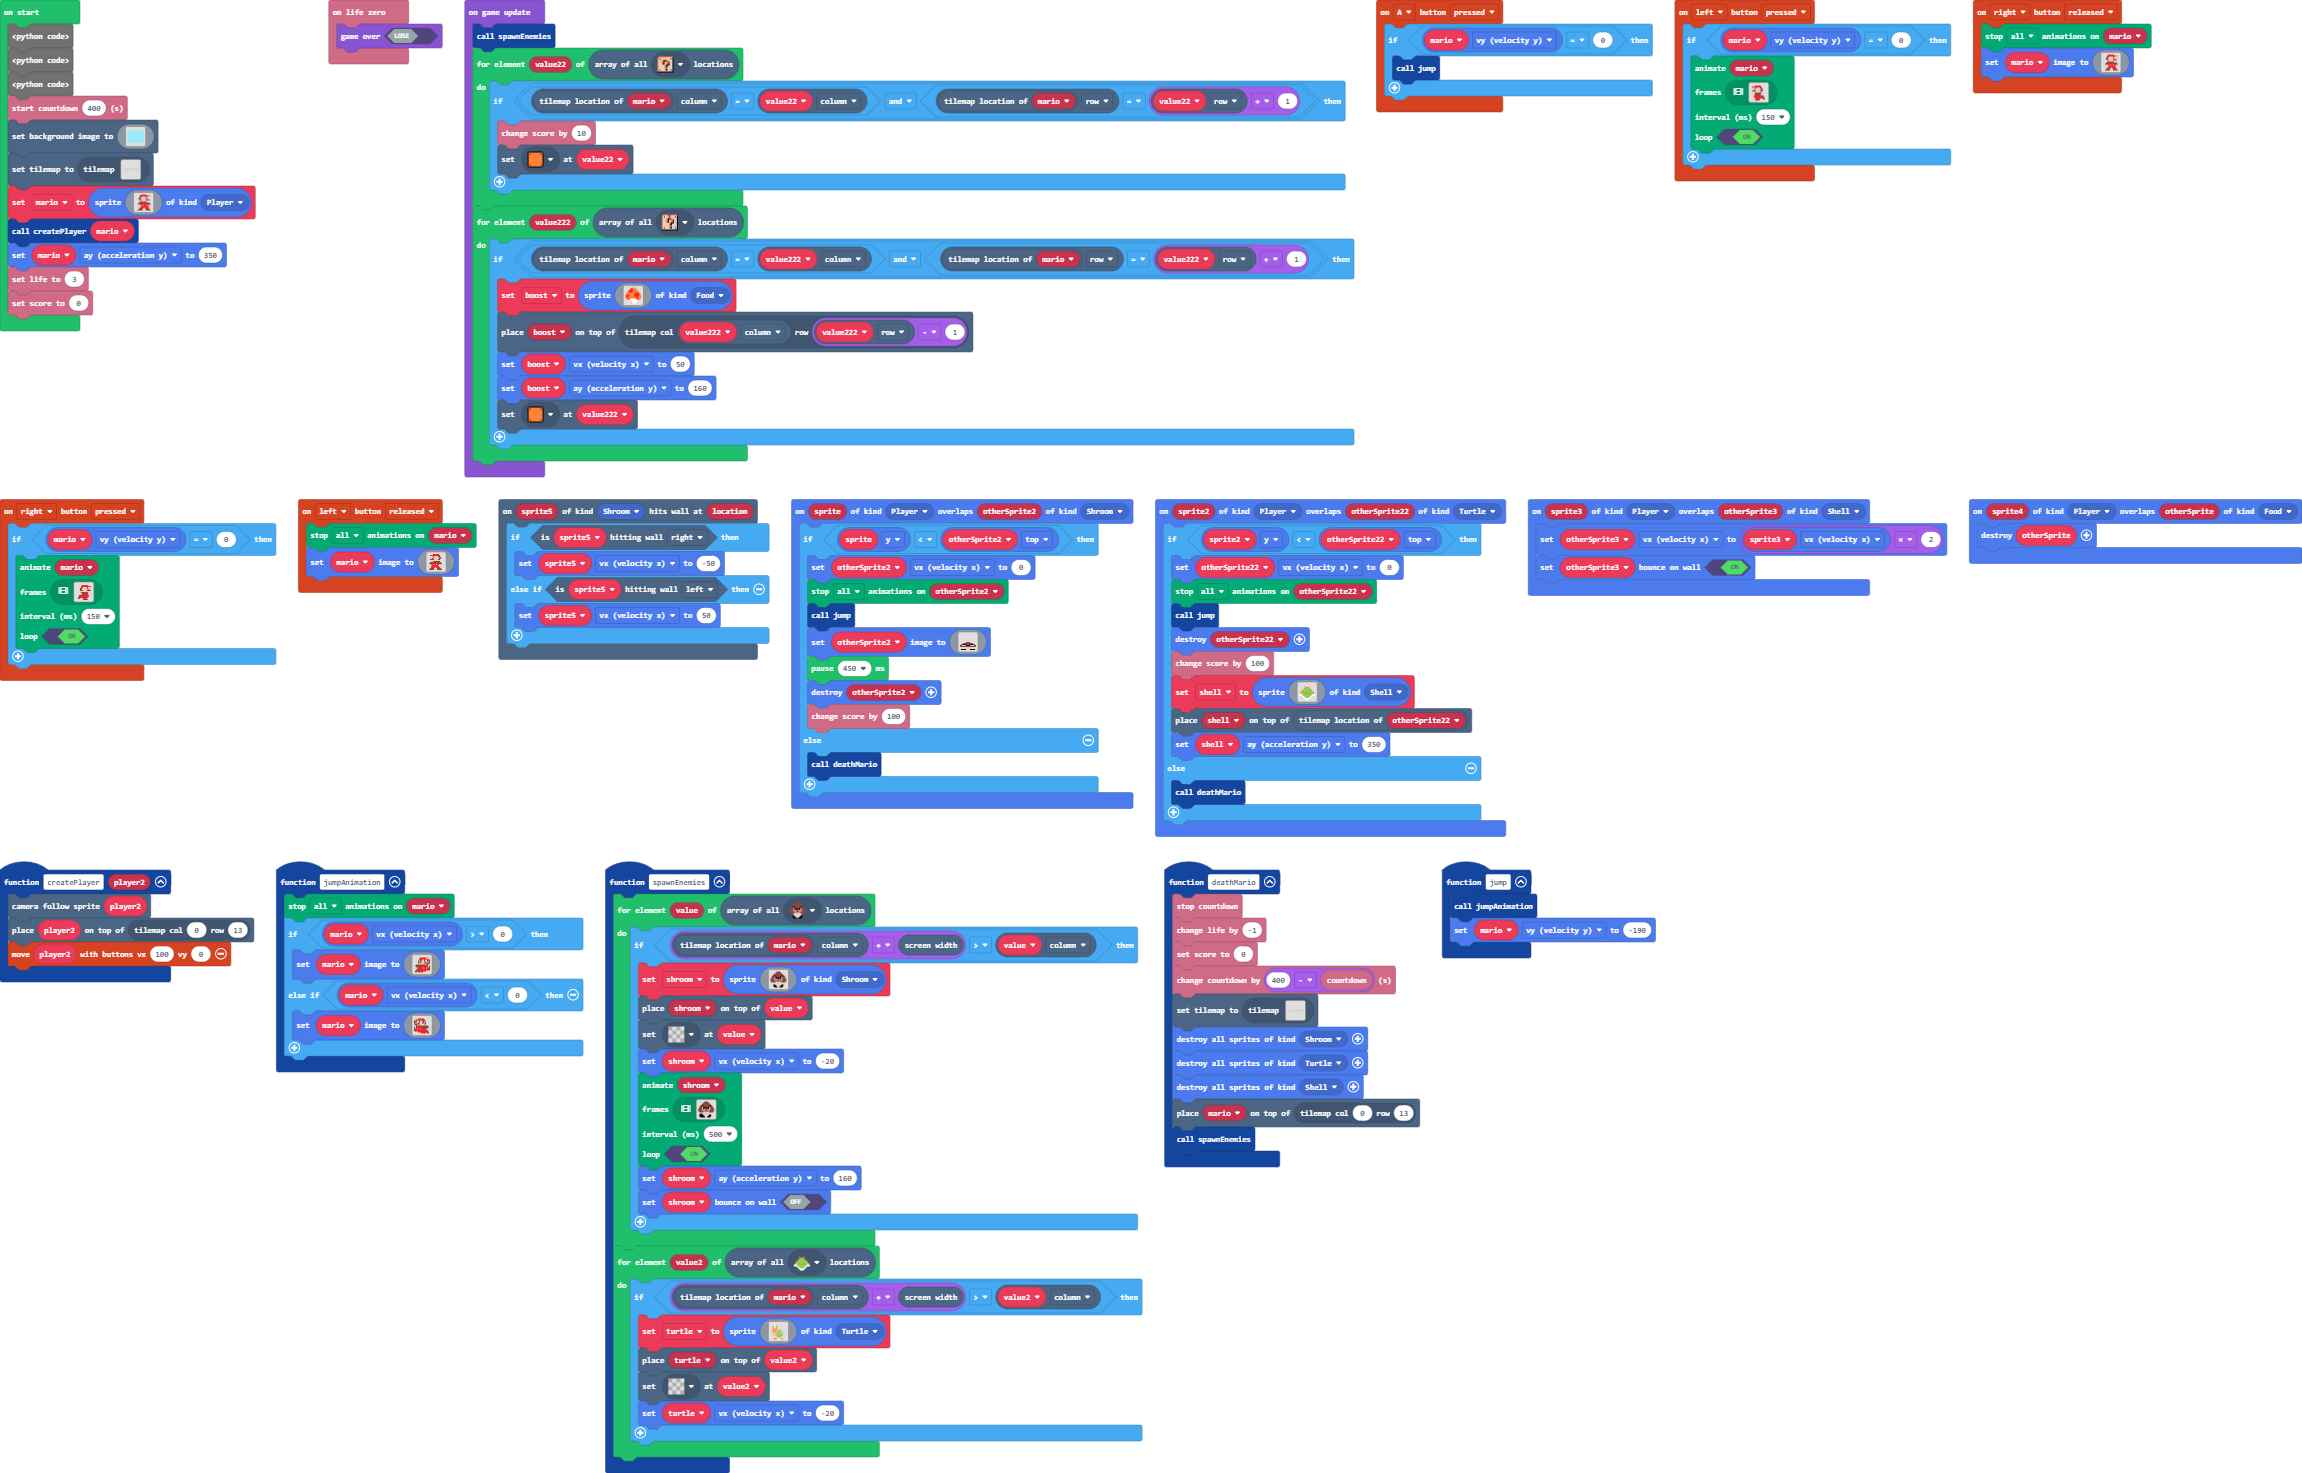 on start
<python code>
<python code>
<python code>
start countdown 400 (s)
set background image to
set tilemap to tilemap
set mario to sprite of kind Player
call createPlayer mario
set mario ay (acceleration y) to 350
set life to 3
set score to 0
on life zero
game over LOSE
on game update
call spawnEnemies
for element value22 of array of all locations
do
if tilemap location of mario column = value22 column and tilemap location of mario row = value22 row + 1 then
change score by 10
set at value22
for element value222 of array of all locations
do
if tilemap location of mario column = value222 column and tilemap location of mario row = value222 row + 1 then
set boost to sprite of kind Food
place boost on top of tilemap col value222 column row value222 row - 1
set boost vx (velocity x) to 50
set boost ay (acceleration y) to 160
set at value222
on A button pressed
if mario vy (velocity y) = 0 then
call jump
on left button pressed
if mario vy (velocity y) = 0 then
animate mario
frames
interval (ms) 150
loop ON
on right button released
stop all animations on mario
set mario image to
on right button pressed
if mario vy (velocity y) = 0 then
animate mario
frames
interval (ms) 150
loop ON
on left button released
stop all animations on mario
set mario image to
on sprite5 of kind Shroom hits wall at location
if is sprite5 hitting wall right then
set sprite5 vx (velocity x) to -50
else if is sprite5 hitting wall left then
set sprite5 vx (velocity x) to 50
on sprite of kind Player overlaps otherSprite2 of kind Shroom
if sprite y < otherSprite2 top then
set otherSprite2 vx (velocity x) to 0
stop all animations on otherSprite2
call jump
set otherSprite2 image to
pause 450 ms
destroy otherSprite2
change score by 100
else
call deathMario
on sprite2 of kind Player overlaps otherSprite22 of kind Turtle
if sprite2 y < otherSprite22 top then
set otherSprite22 vx (velocity x) to 0
stop all animations on otherSprite22
call jump
destroy otherSprite22
change score by 100
set shell to sprite of kind Shell
place shell on top of tilemap location of otherSprite22
set shell ay (acceleration y) to 350
else
call deathMario
on sprite3 of kind Player overlaps otherSprite3 of kind Shell
set otherSprite3 vx (velocity x) to sprite3 vx (velocity x) × 2
set otherSprite3 bounce on wall ON
on sprite4 of kind Player overlaps otherSprite of kind Food
destroy otherSprite
function createPlayer player2
camera follow sprite player2
place player2 on top of tilemap col 0 row 13
move player2 with buttons vx 100 vy 0
function jumpAnimation
stop all animations on mario
if mario vx (velocity x) > 0 then
set mario image to
else if mario vx (velocity x) < 0 then
set mario image to
function spawnEnemies
for element value of array of all locations
do
if tilemap location of mario column + screen width > value column then
set shroom to sprite of kind Shroom
place shroom on top of value
set at value
set shroom vx (velocity x) to -20
animate shroom
frames
interval (ms) 500
loop ON
set shroom ay (acceleration y) to 160
set shroom bounce on wall OFF
for element value2 of array of all locations
do
if tilemap location of mario column + screen width > value2 column then
set turtle to sprite of kind Turtle
place turtle on top of value2
set at value2
set turtle vx (velocity x) to -20
function deathMario
stop countdown
change life by -1
set score to 0
change countdown by 400 - countdown (s)
set tilemap to tilemap
destroy all sprites of kind Shroom
destroy all sprites of kind Turtle
destroy all sprites of kind Shell
place mario on top of tilemap col 0 row 13
call spawnEnemies
function jump
call jumpAnimation
set mario vy (velocity y) to -190